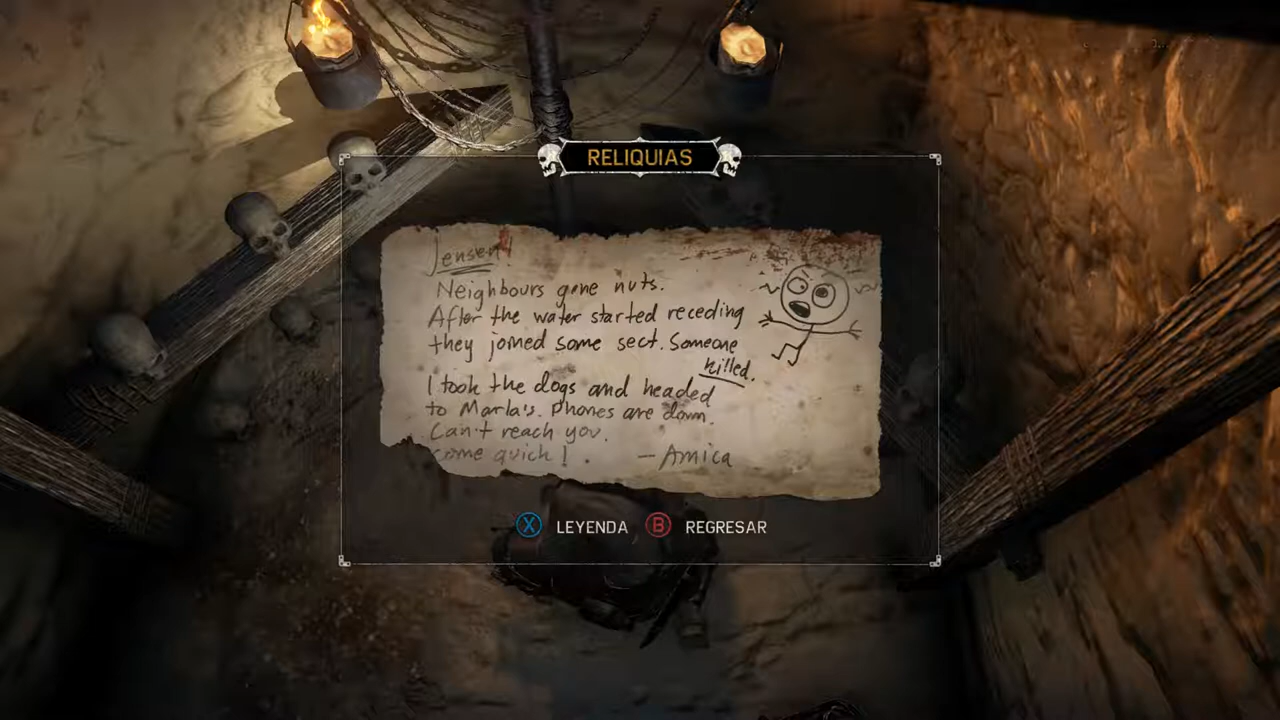 RELIQUIAS
Jensen!
Neighbours gone nuts.
After the water started receding
they joined some sect. Someone
killed.
I took the dogs and headed
to Marla's. Phones are down.
Can't reach you.
come quich!
—Amica
X LEYENDA B REGRESAR